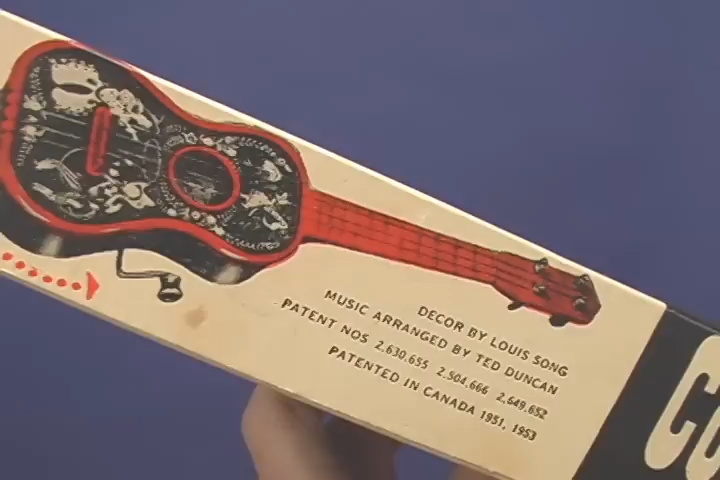 DECOR BY LOUIS SONG
MUSIC ARRANGED BY TED DUNCAN
PATENT NOS 2,630,655 2,504,666 2,649,652
PATENTED IN CANADA 1951, 1953